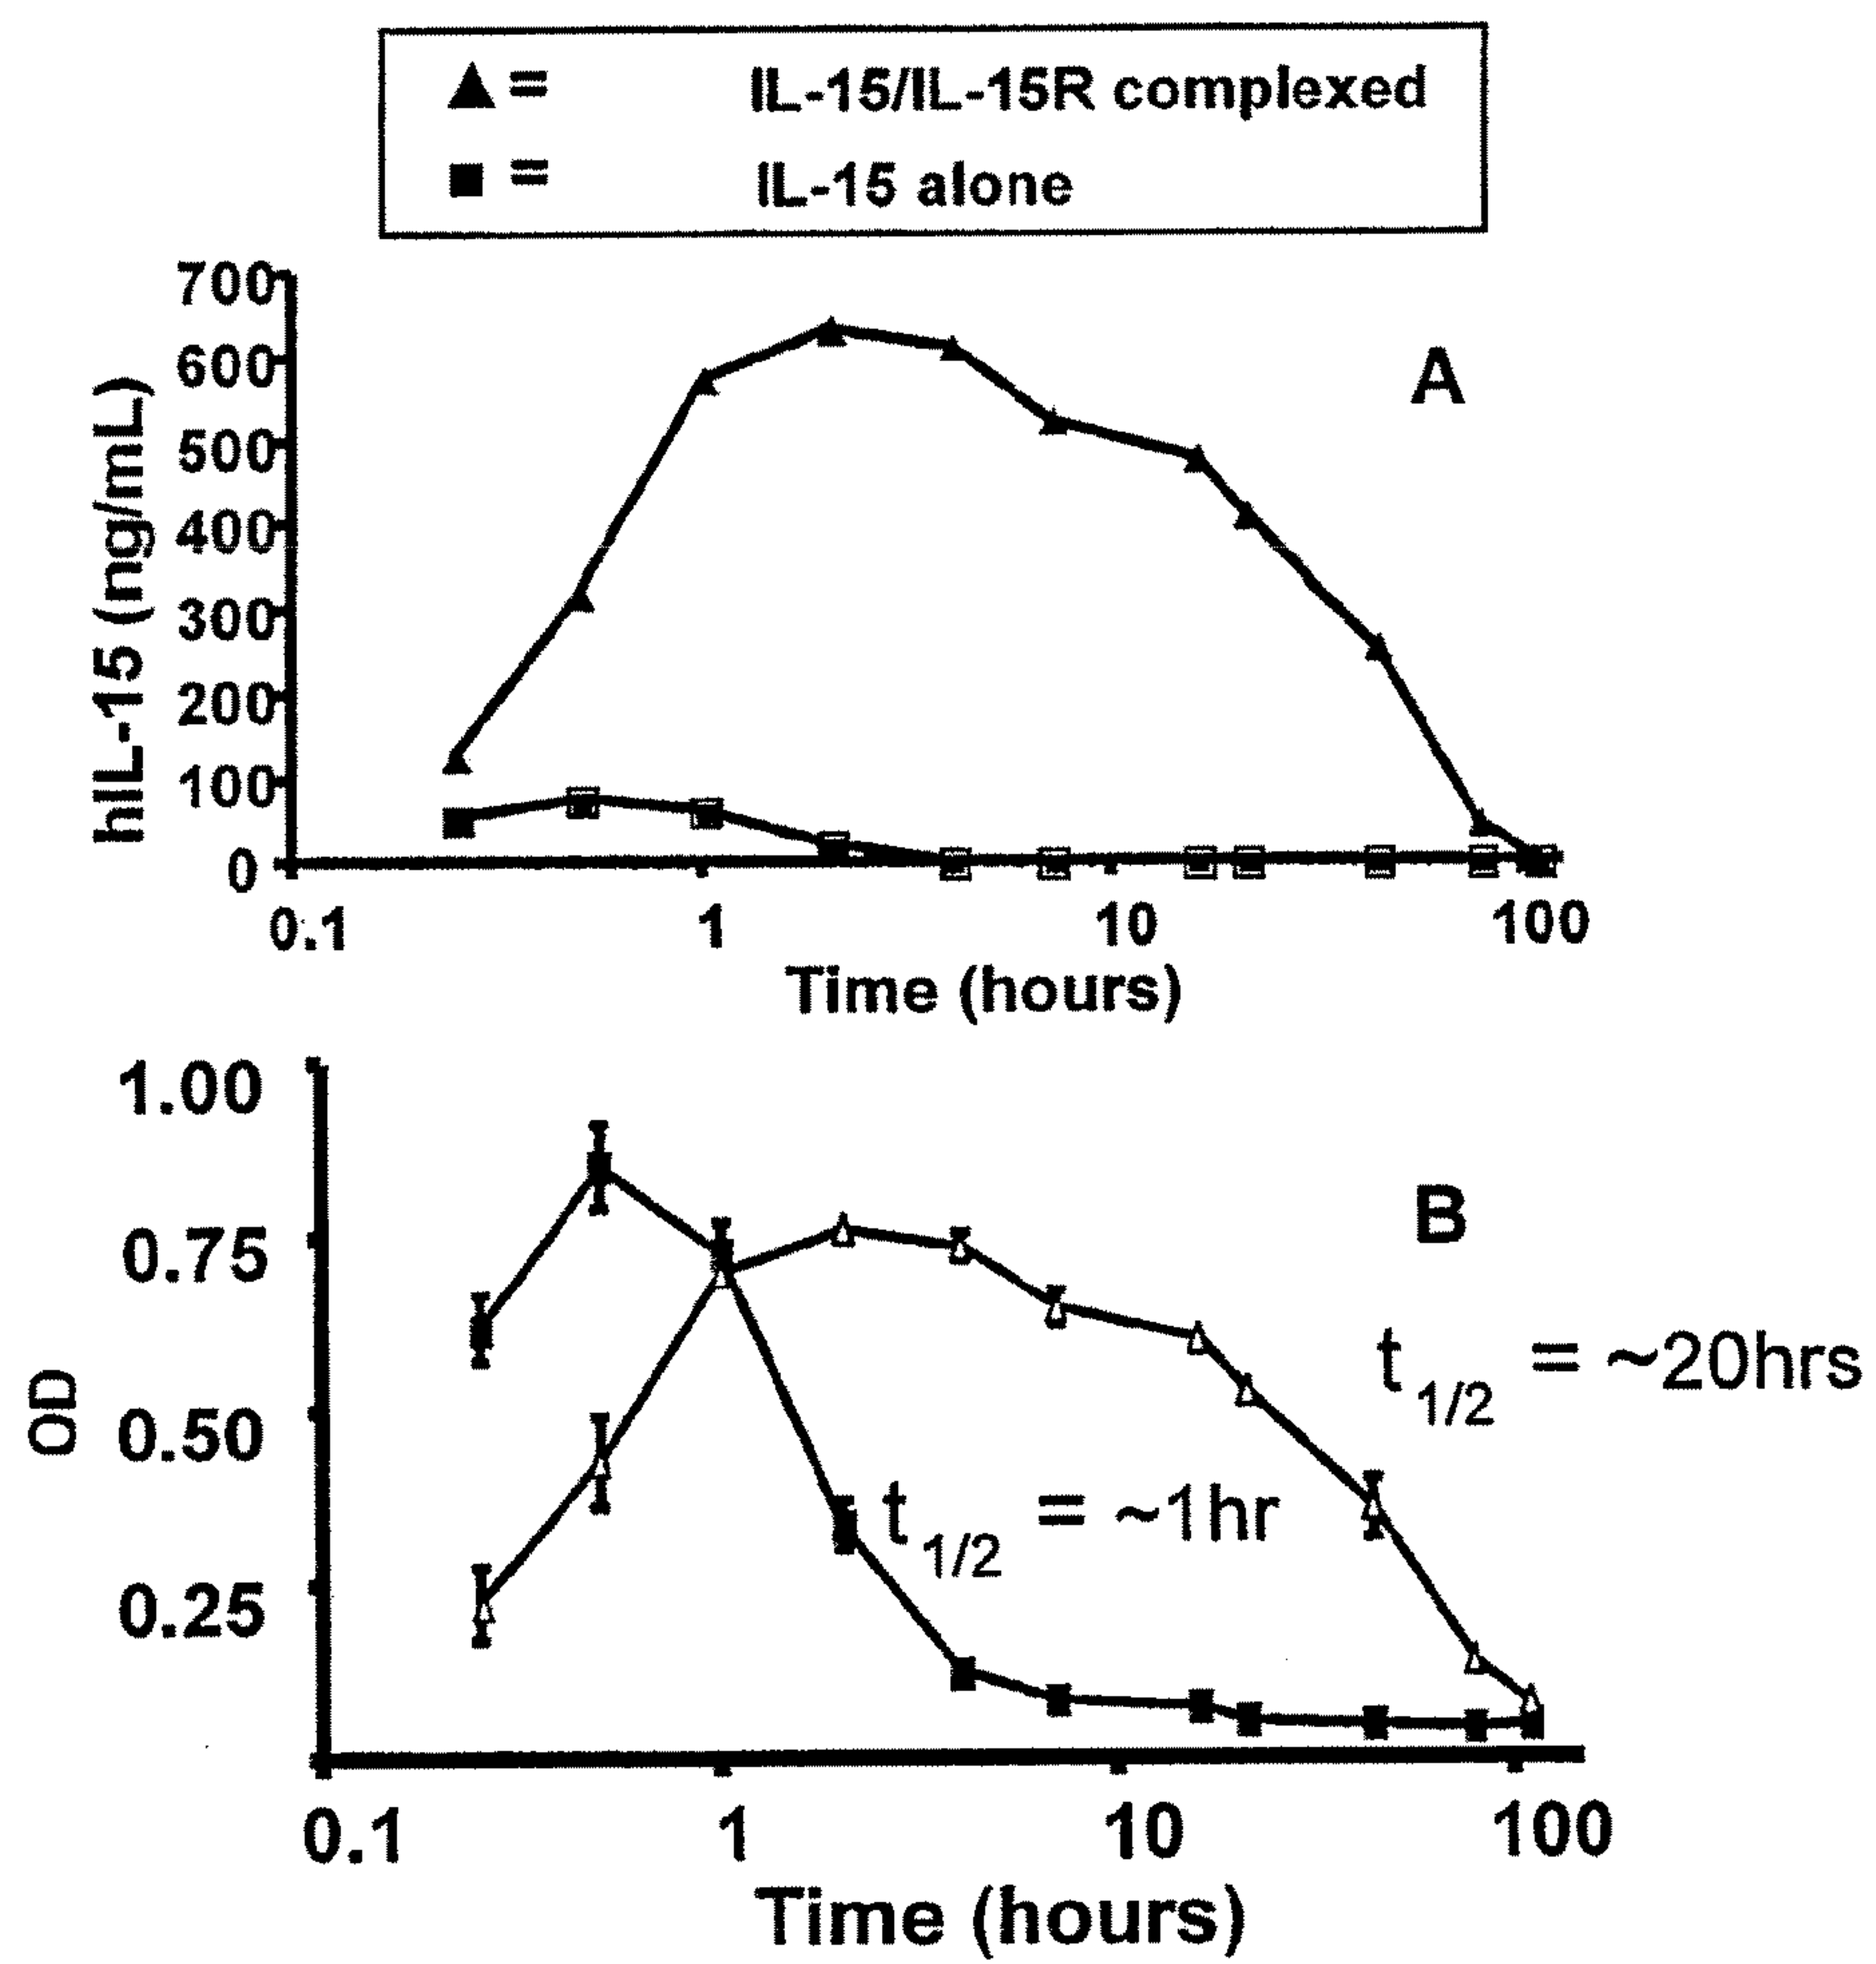 ▲ = IL-15/IL-15R complexed
■ = IL-15 alone
A
hIL-15 (ng/mL)
700
600
500
400
300
200
100
0
0.1 1 10 100
Time (hours)
B
OD
1.00
0.75
0.50
0.25
t1/2 = ~20hrs
t1/2 = ~1hr
0.1 1 10 100
Time (hours)